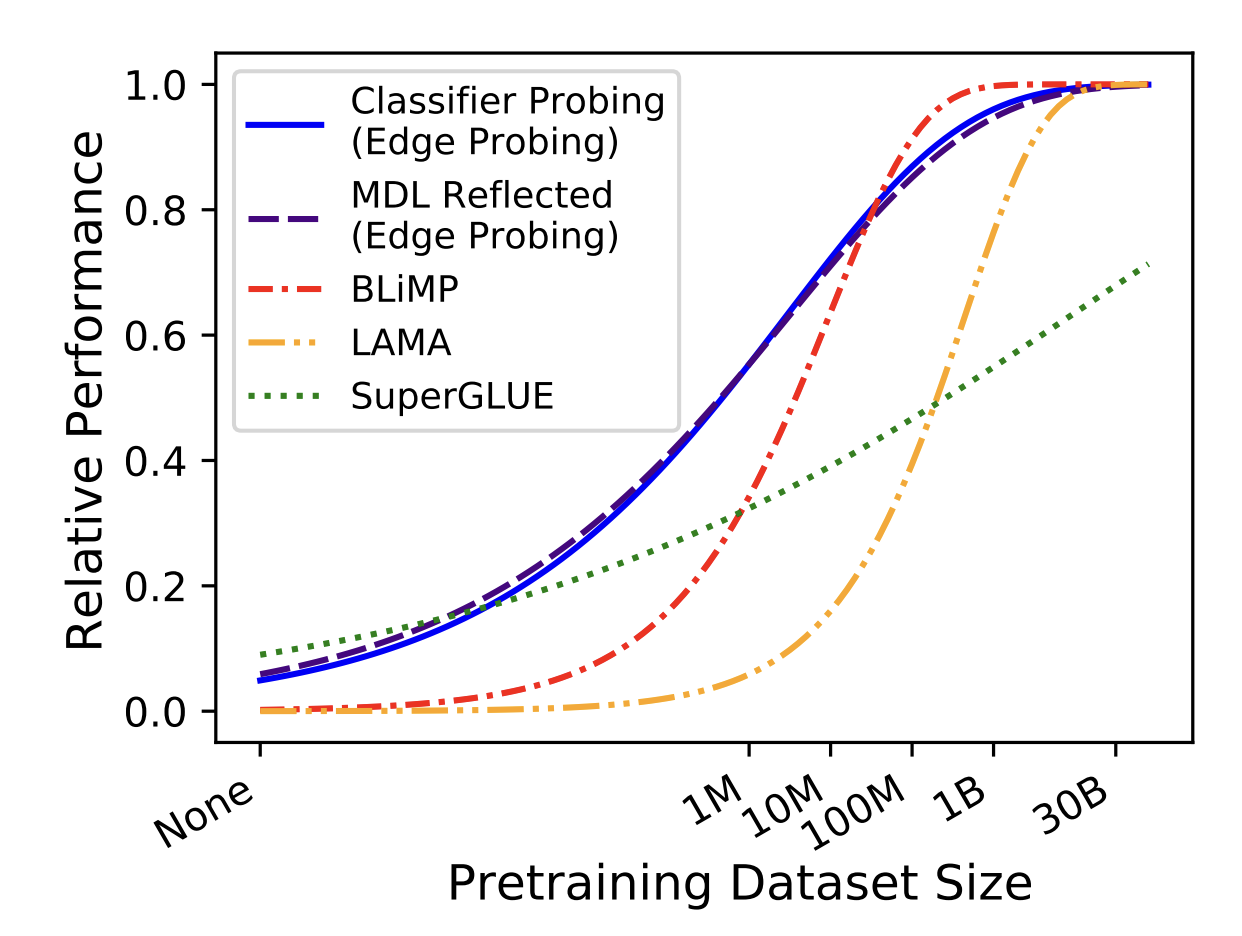 1.0
0.8
0.6
0.4
0.2
0.0
Relative Performance
Classifier Probing
(Edge Probing)
MDL Reflected
(Edge Probing)
BLiMP
LAMA
SuperGLUE
None
1M
10M
100M
1B
30B
Pretraining Dataset Size